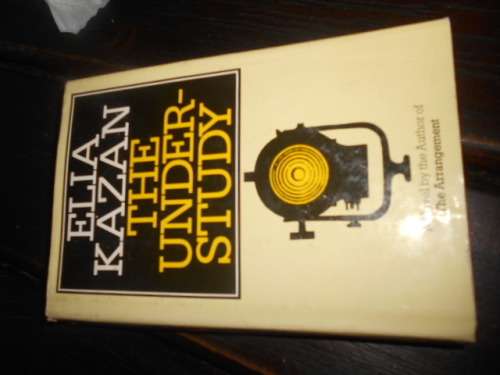 ELIA
KAZAN
THE
UNDER-
STUDY
by the Author of
The Arrangement